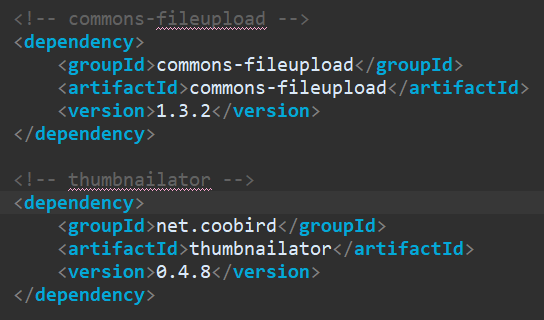 <!-- commons-fileupload -->
<dependency>
    <groupId>commons-fileupload</groupId>
    <artifactId>commons-fileupload</artifactId>
    <version>1.3.2</version>
</dependency>

<!-- thumbnailator -->
<dependency>
    <groupId>net.coobird</groupId>
    <artifactId>thumbnailator</artifactId>
    <version>0.4.8</version>
</dependency>